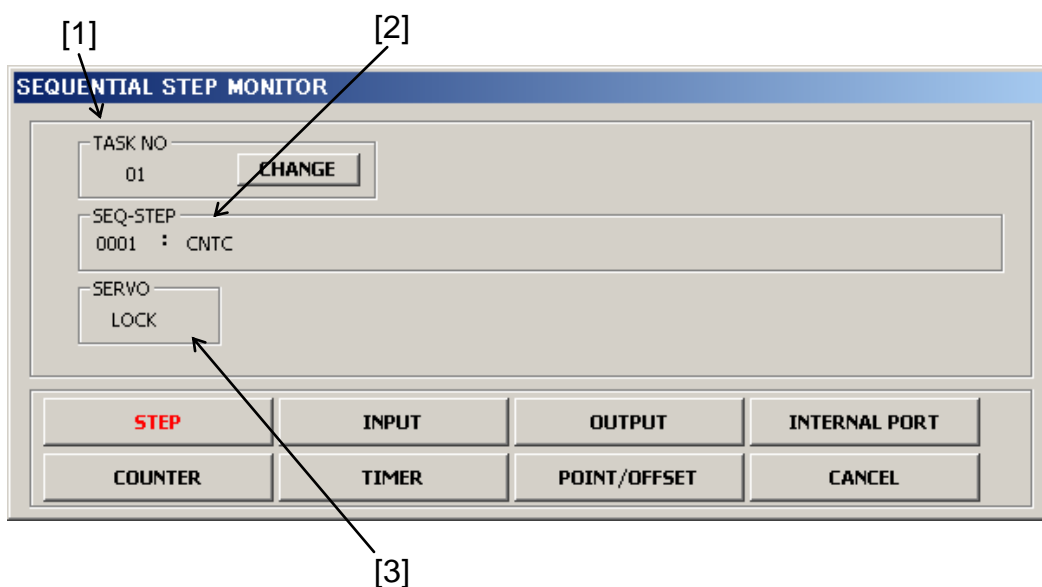 [1] [2]
SEQUENTIAL STEP MONITOR
TASK NO
01 CHANGE
SEQ-STEP
0001 : CNTC
SERVO
LOCK
STEP INPUT OUTPUT INTERNAL PORT
COUNTER TIMER POINT/OFFSET CANCEL
[3]